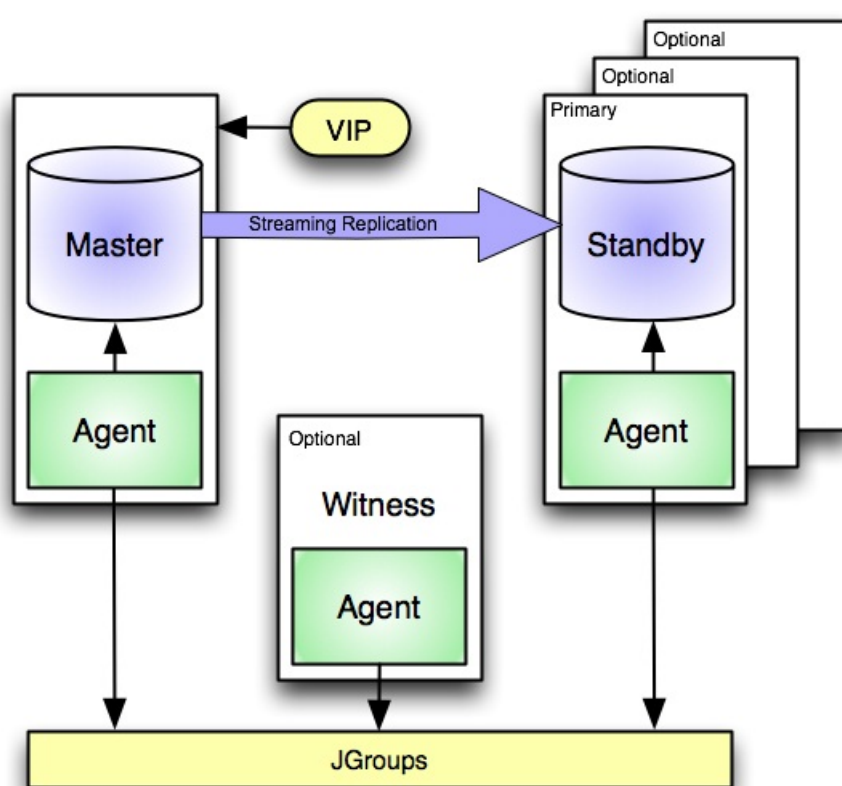 Optional
Optional
Primary
VIP
Master
Streaming Replication
Standby
Agent
Agent
Optional
Witness
Agent
JGroups